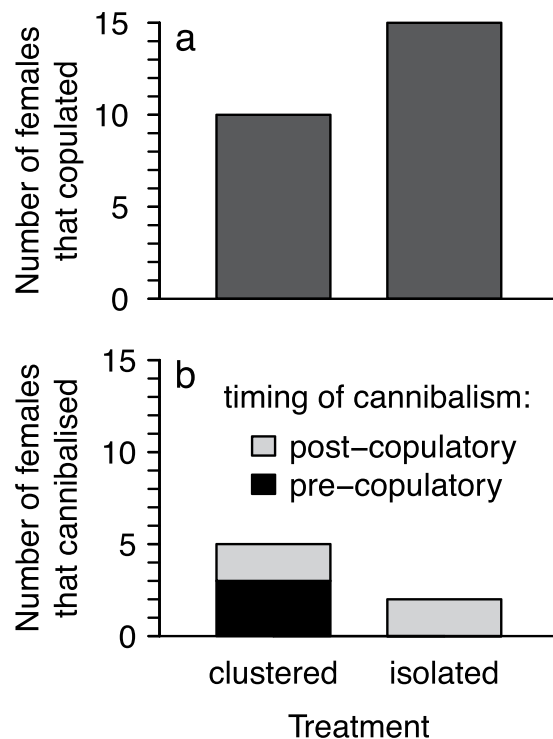 a
Number of females
that copulated
15
10
5
0
b
Number of females
that cannibalised
15
10
5
0
timing of cannibalism:
post−copulatory
pre−copulatory
clustered
isolated
Treatment